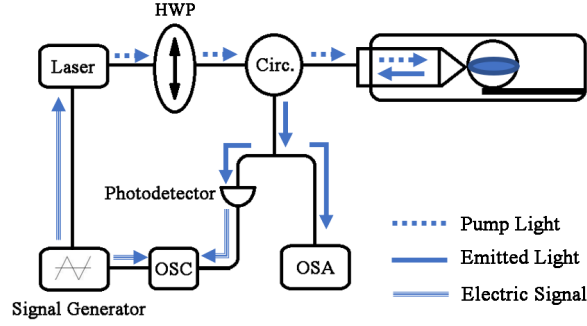 HWP
Laser
Circ.
Photodetector
OSC
OSA
Signal Generator
Pump Light
Emitted Light
Electric Signal